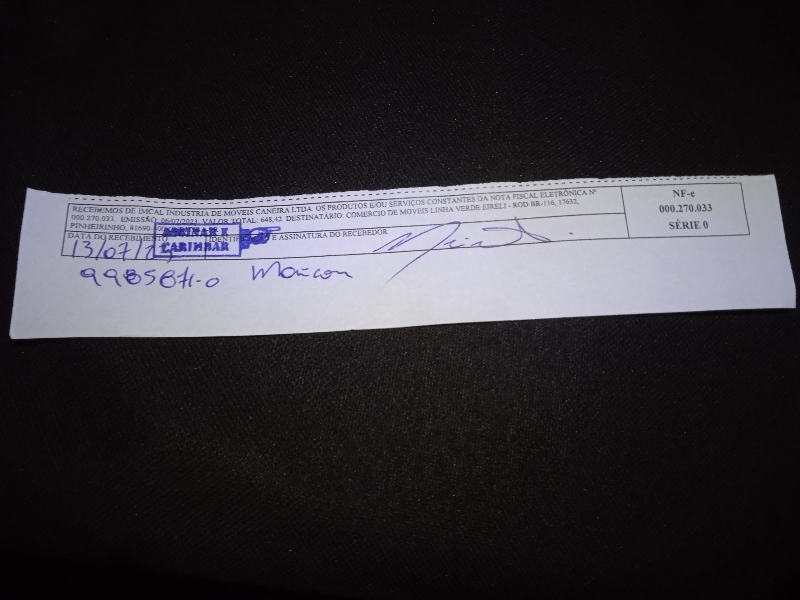 RECEBEMOS DE IMCAL INDUSTRIA DE MOVEIS CANEIRA LTDA OS PRODUTOS E/OU SERVIÇOS CONSTANTES DA NOTA FISCAL ELETRÔNICA Nº
000.270.033. EMISSÃO: 06/07/2023 VALOR TOTAL: 648,42 DESTINATÁRIO: COMERCIO DE MOVEIS LINHA VERDE EIRELI - ROD BR-116, 17632,
PINHEIRINHO, 81690-
NF-e
000.270.033
SÉRIE 0
ASSINAR E
CARIMBAR
DATA DO RECEBIMENTO
E ASSINATURA DO RECEBEDOR
13/07/
9985871-0 Maicon